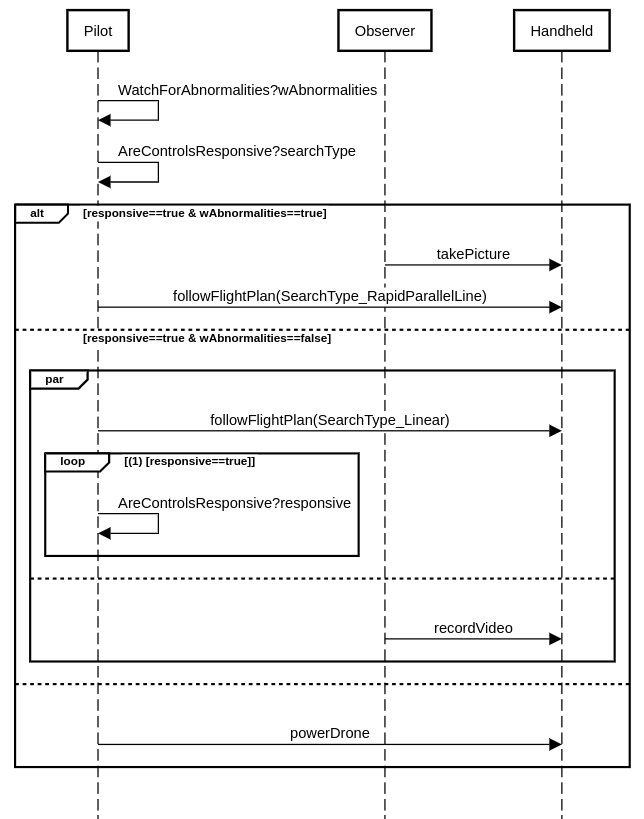 Pilot
Observer
Handheld
WatchForAbnormalities?wAbnormalities
AreControlsResponsive?searchType
alt
[responsive==true & wAbnormalities==true]
takePicture
followFlightPlan(SearchType_RapidParallelLine)
[responsive==true & wAbnormalities==false]
par
followFlightPlan(SearchType_Linear)
loop
[(1) [responsive==true]]
AreControlsResponsive?responsive
recordVideo
powerDrone